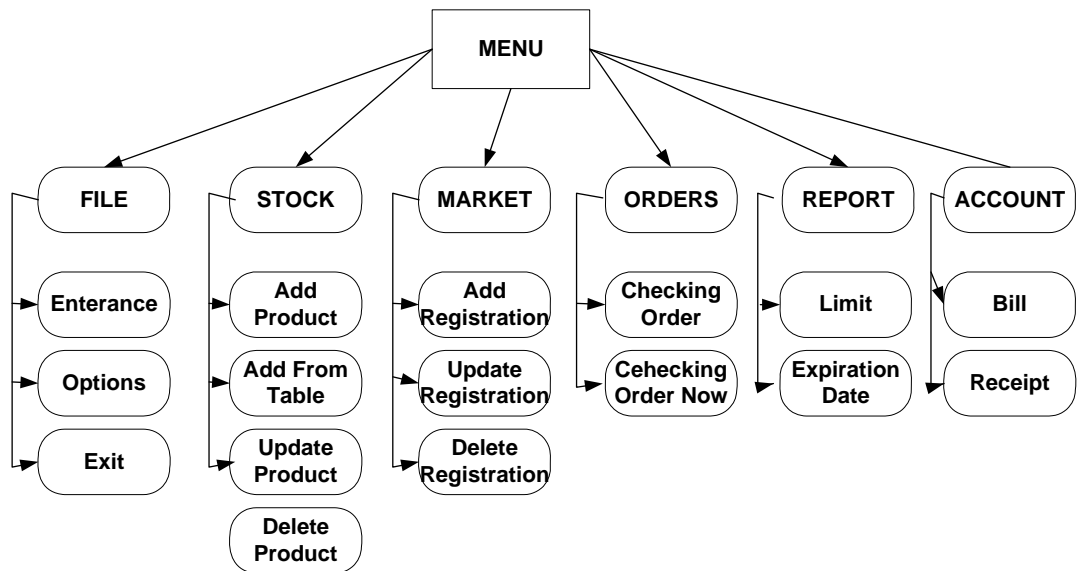 MENU
FILE
STOCK
MARKET
ORDERS
REPORT
ACCOUNT
Enterance
Options
Exit
Add
Product
Add From
Table
Update
Product
Delete
Product
Add
Registration
Update
Registration
Delete
Registration
Checking
Order
Cehecking
Order Now
Limit
Expiration
Date
Bill
Receipt